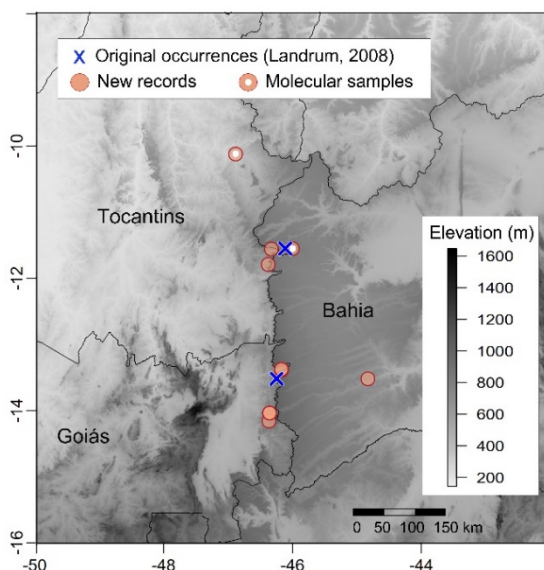 Original occurrences (Landrum, 2008)
New records
Molecular samples
-10
Tocantins
Elevation (m)
1600
1400
1200
1000
800
600
400
200
-12
Bahia
-14
Goiás
0 50 100 150 km
-16
-50 -48 -46 -44